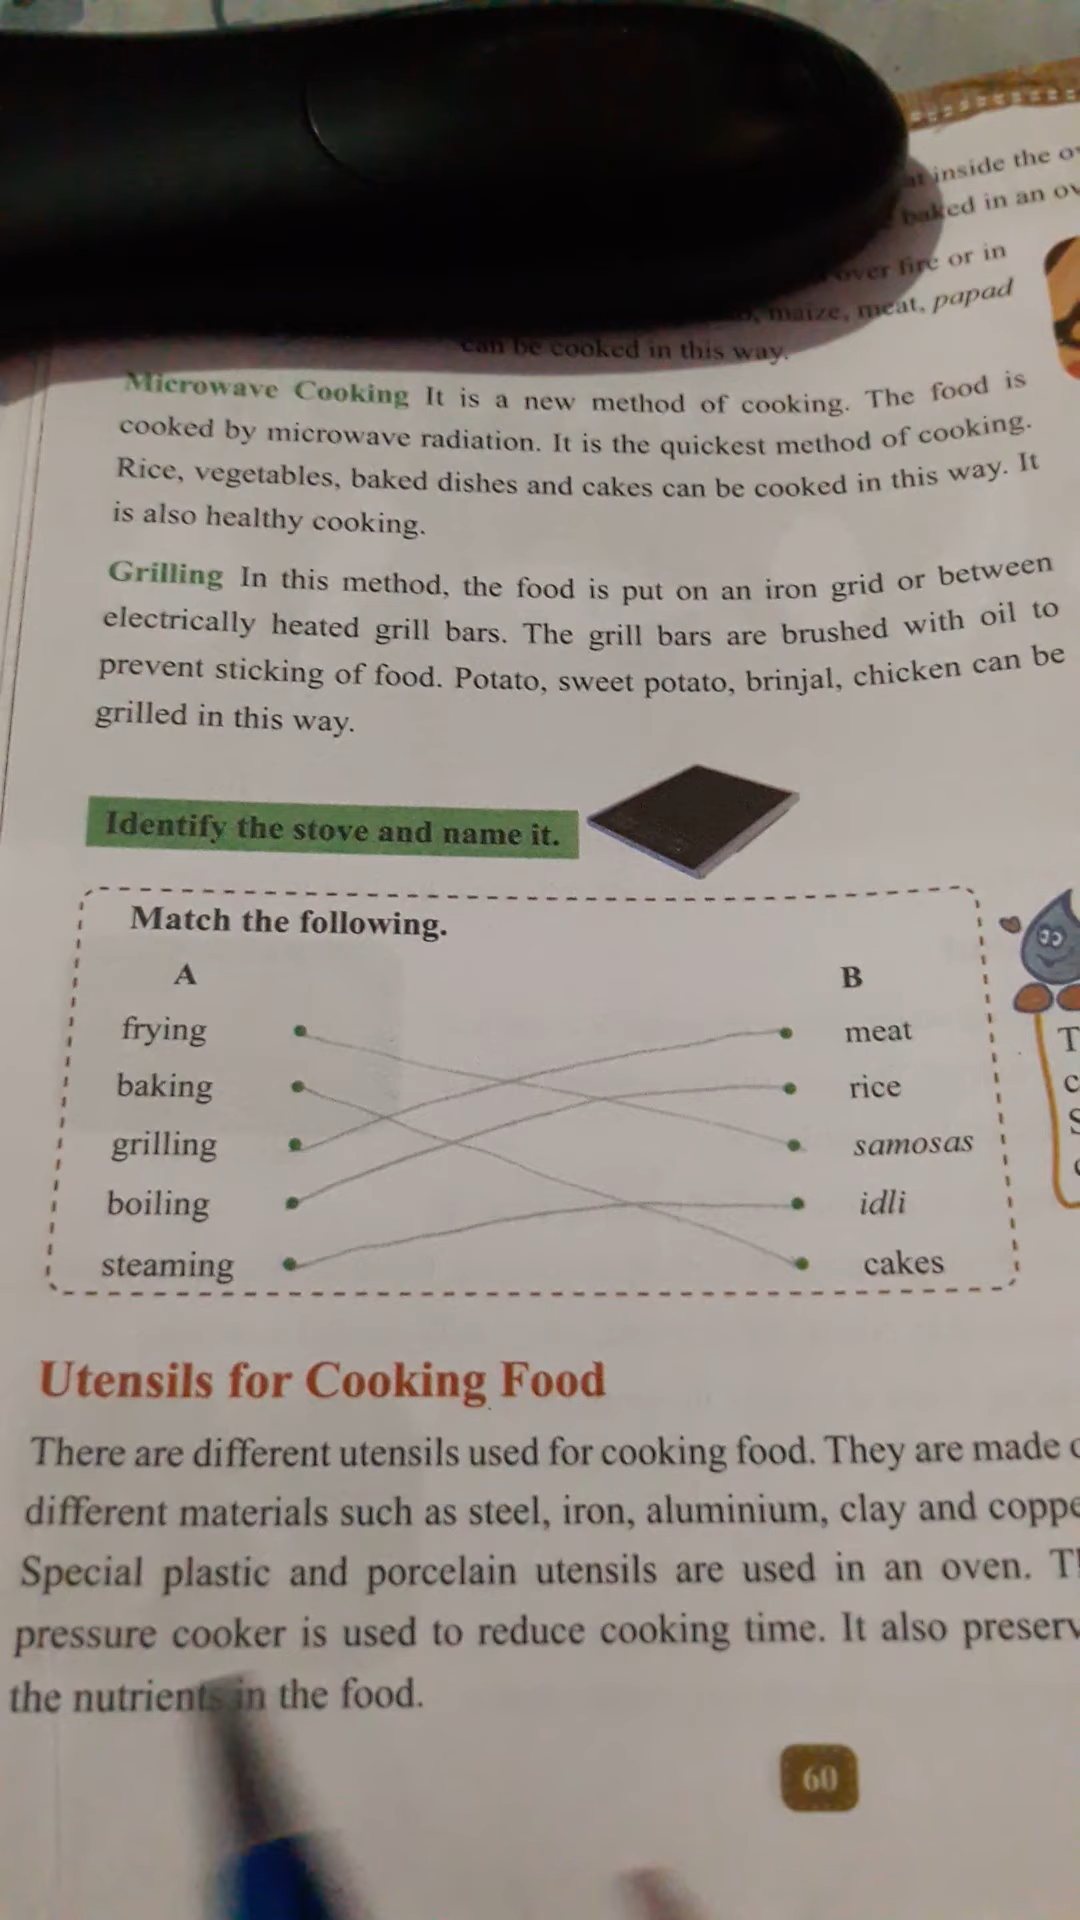 inside the
baked in an
over fire or in
maize, meat, papad
can be cooked in this way.
Microwave Cooking It is a new method of cooking. The food is
cooked by microwave radiation. It is the quickest method of cooking.
Rice, vegetables, baked dishes and cakes can be cooked in this way. It
is also healthy cooking.
Grilling In this method, the food is put on an iron grid or between
electrically heated grill bars. The grill bars are brushed with oil to
prevent sticking of food. Potato, sweet potato, brinjal, chicken can be
grilled in this way.
Identify the stove and name it.
Match the following.
A B
frying meat
baking rice
grilling samosas
boiling idli
steaming cakes
Utensils for Cooking Food
There are different utensils used for cooking food. They are made
different materials such as steel, iron, aluminium, clay and
Special plastic and porcelain utensils are used in an oven.
pressure cooker is used to reduce cooking time. It also
the nutrients in the food.
60